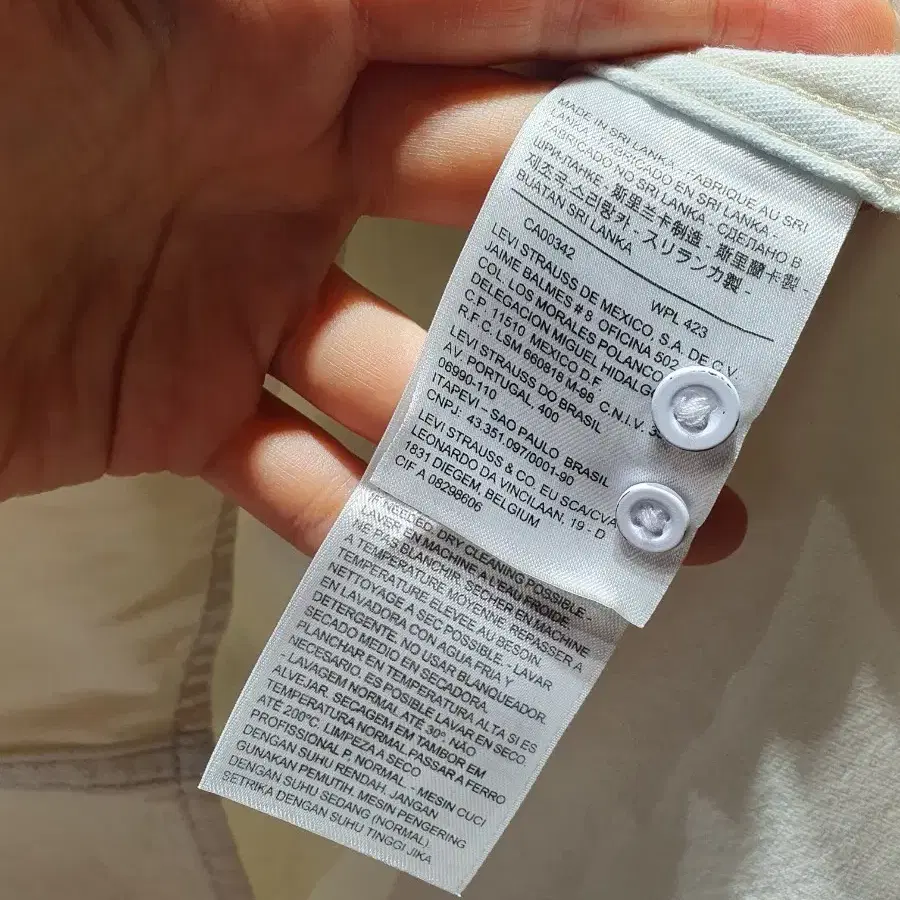 MADE IN SRI LANKA - FABRIQUE AU SRI
LANKA - FABRICADO EN SRI LANKA -
FABRICADO NO SRI LANKA - СДЕЛАНО В
ШРИ-ЛАНКЕ - 斯里兰卡制造 - 斯里蘭卡製 -
제조국 스리랑카 - スリランカ製 -
BUATAN SRI LANKA
CA00342 WPL 423
LEVI STRAUSS DE MEXICO, S.A. DE C.V.
JAIME BALMES # 8 OFICINA 502
COL. LOS MORALES POLANCO
DELEGACION MIGUEL HIDALGO
C.P. 11510 MEXICO D.F.
R.F.C. LSM 660818 M-98 C.N.I.V.
LEVI STRAUSS DO BRASIL
AV. PORTUGAL 400
06990-110
ITAPEVI - SAO PAULO BRASIL
CNPJ: 43.351.097/0001-90
LEVI STRAUSS & CO. EU SCA/CVA
LEONARDO DA VINCILAAN, 19 - D
1831 DIEGEM, BELGIUM
CIF A 08298606
IF NEEDED. DRY CLEANING POSSIBLE.
LAVER EN MACHINE A L'EAU FROIDE.
NE PAS BLANCHIR. SECHER EN MACHINE
A TEMPERATURE MOYENNE. REPASSER A
TEMPERATURE ELEVEE AU BESOIN
NETTOYAGE A SEC POSSIBLE. - LAVAR
EN LAVADORA CON AGUA FRIA Y
DETERGENTE. NO USAR BLANQUEADOR.
SECADO MEDIO EN SECADORA.
PLANCHAR EN TEMPERATURA ALTA SI ES
NECESARIO. ES POSIBLE LAVAR EN SECO.
- LAVAGEM NORMAL ATÉ 30º. NÃO
ALVEJAR. SECAGEM EM TAMBOR EM
TEMPERATURA NORMAL PASSAR A FERRO
ATÉ 200ºC. LIMPEZA A SECO
PROFISSIONAL P, NORMAL. - MESIN CUCI
DENGAN SUHU RENDAH. JANGAN
GUNAKAN PEMUTIH. MESIN PENGERING
DENGAN SUHU SEDANG (NORMAL).
SETRIKA DENGAN SUHU TINGGI JIKA